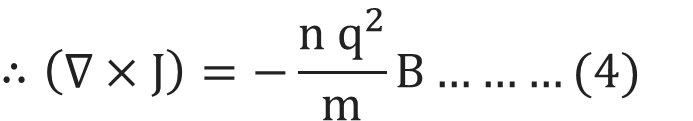 ∴ (∇ × J) = − n q² / m B … … … (4)